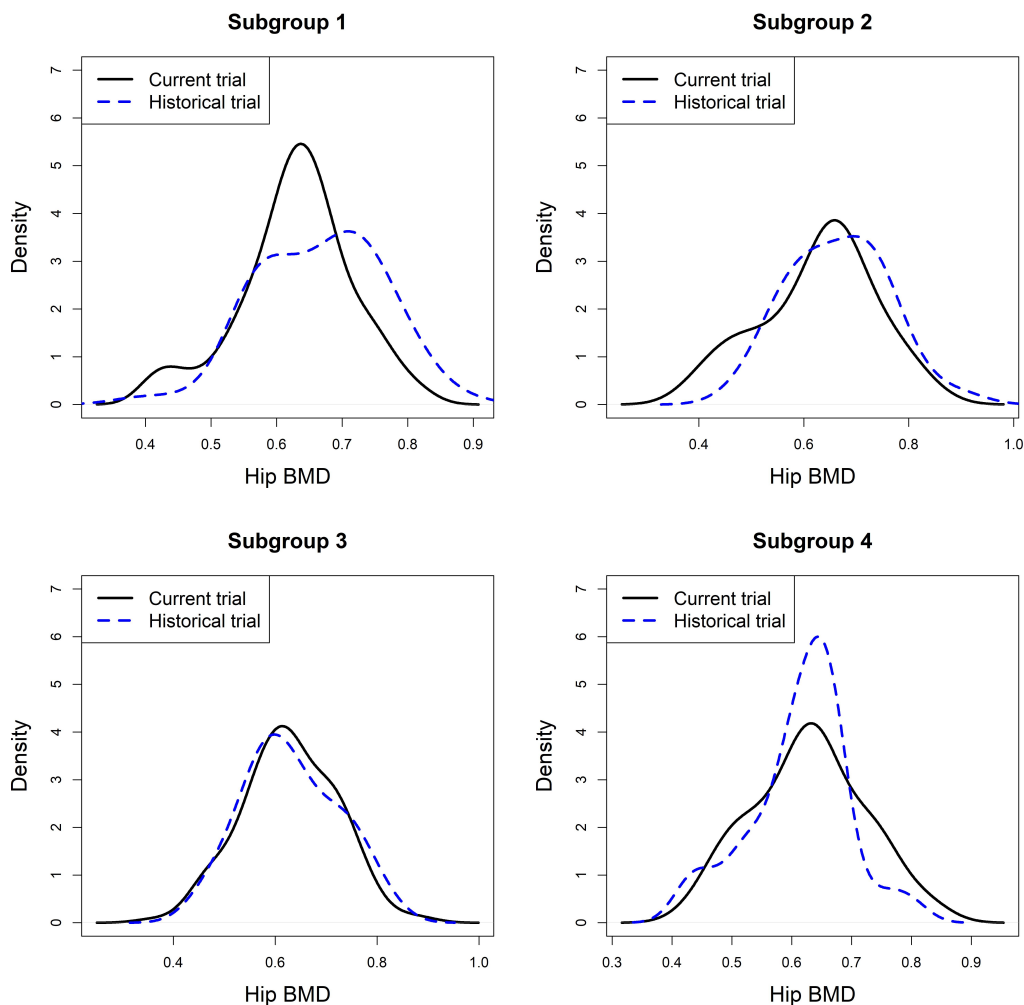 Subgroup 1
Current trial
Historical trial
Density
7
6
5
4
3
2
1
0
0.4 0.5 0.6 0.7 0.8 0.9
Hip BMD
Subgroup 2
Current trial
Historical trial
Density
7
6
5
4
3
2
1
0
0.4 0.6 0.8 1.0
Hip BMD
Subgroup 3
Current trial
Historical trial
Density
7
6
5
4
3
2
1
0
0.4 0.6 0.8 1.0
Hip BMD
Subgroup 4
Current trial
Historical trial
Density
7
6
5
4
3
2
1
0
0.3 0.4 0.5 0.6 0.7 0.8 0.9
Hip BMD